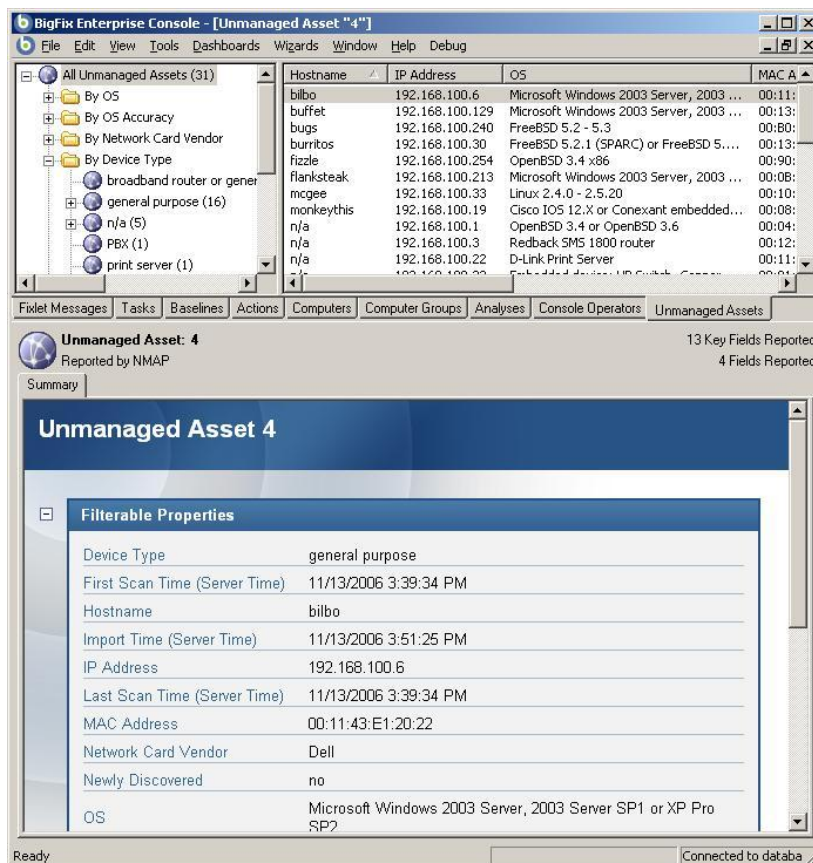 BigFix Enterprise Console - [Unmanaged Asset "4"]
File Edit View Tools Dashboards Wizards Window Help Debug
All Unmanaged Assets (31)
By OS
By OS Accuracy
By Network Card Vendor
By Device Type
broadband router or gener
general purpose (16)
n/a (5)
PBX (1)
print server (1)
Hostname IP Address OS MAC A
bilbo 192.168.100.6 Microsoft Windows 2003 Server, 2003 ... 00:11:
buffet 192.168.100.129 Microsoft Windows 2003 Server, 2003 ... 00:13:
bugs 192.168.100.240 FreeBSD 5.2 - 5.3 00:B0:
burritos 192.168.100.30 FreeBSD 5.2.1 (SPARC) or FreeBSD 5.... 00:13:
fizzle 192.168.100.254 OpenBSD 3.4 x86 00:90:
flanksteak 192.168.100.213 Microsoft Windows 2003 Server, 2003 ... 00:0B:
mcgee 192.168.100.33 Linux 2.4.0 - 2.5.20 00:10:
monkeythis 192.168.100.19 Cisco IOS 12.X or Conexant embedded... 00:08:
n/a 192.168.100.1 OpenBSD 3.4 or OpenBSD 3.6 00:04:
n/a 192.168.100.3 Redback SMS 1800 router 00:12:
n/a 192.168.100.22 D-Link Print Server 00:11:
Fixlet Messages Tasks Baselines Actions Computers Computer Groups Analyses Console Operators Unmanaged Assets
Unmanaged Asset: 4 13 Key Fields Reported
Reported by NMAP 4 Fields Reported
Summary
Unmanaged Asset 4
Filterable Properties
Device Type general purpose
First Scan Time (Server Time) 11/13/2006 3:39:34 PM
Hostname bilbo
Import Time (Server Time) 11/13/2006 3:51:25 PM
IP Address 192.168.100.6
Last Scan Time (Server Time) 11/13/2006 3:39:34 PM
MAC Address 00:11:43:E1:20:22
Network Card Vendor Dell
Newly Discovered no
OS Microsoft Windows 2003 Server, 2003 Server SP1 or XP Pro
SP2
Ready Connected to databa